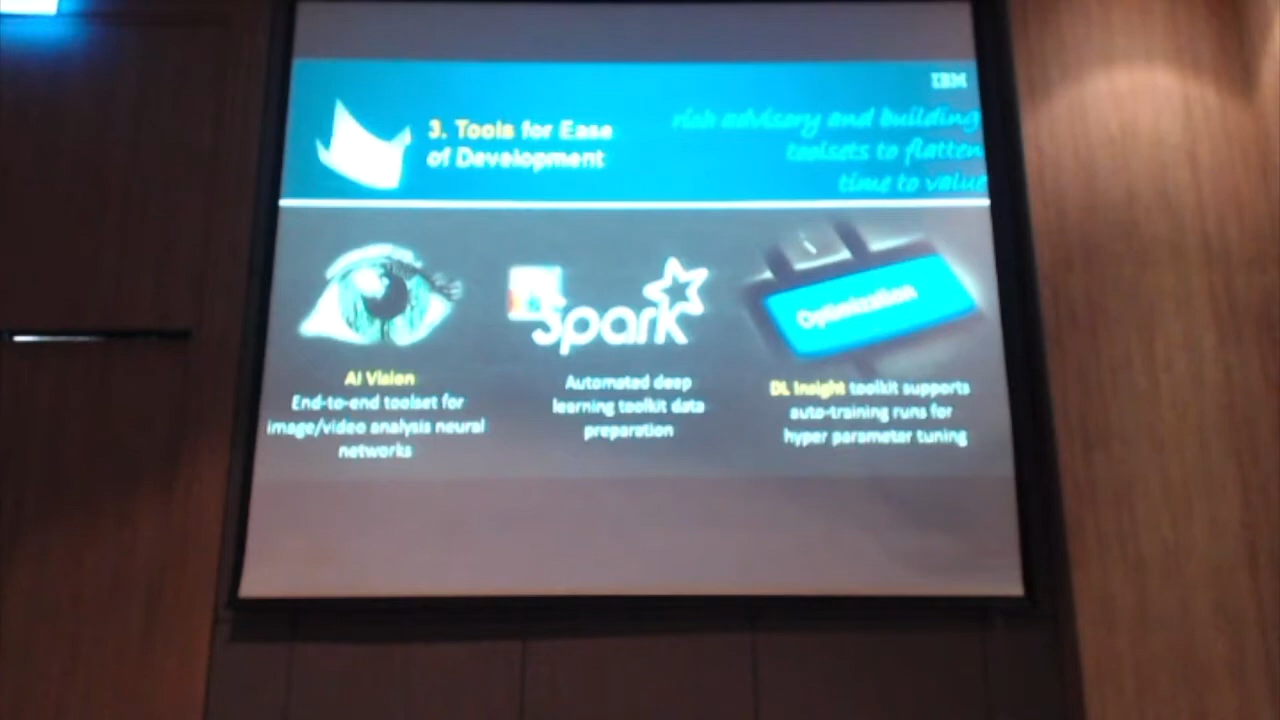 IBM
3. Tools for Ease
of Development
rich advisory and building
toolsets to flatten
time to value
Spark
Optimization
AI Vision
End-to-end toolset for
image/video analysis neural
networks
Automated deep
learning toolkit data
preparation
DL Insight toolkit supports
auto-training runs for
hyper parameter tuning